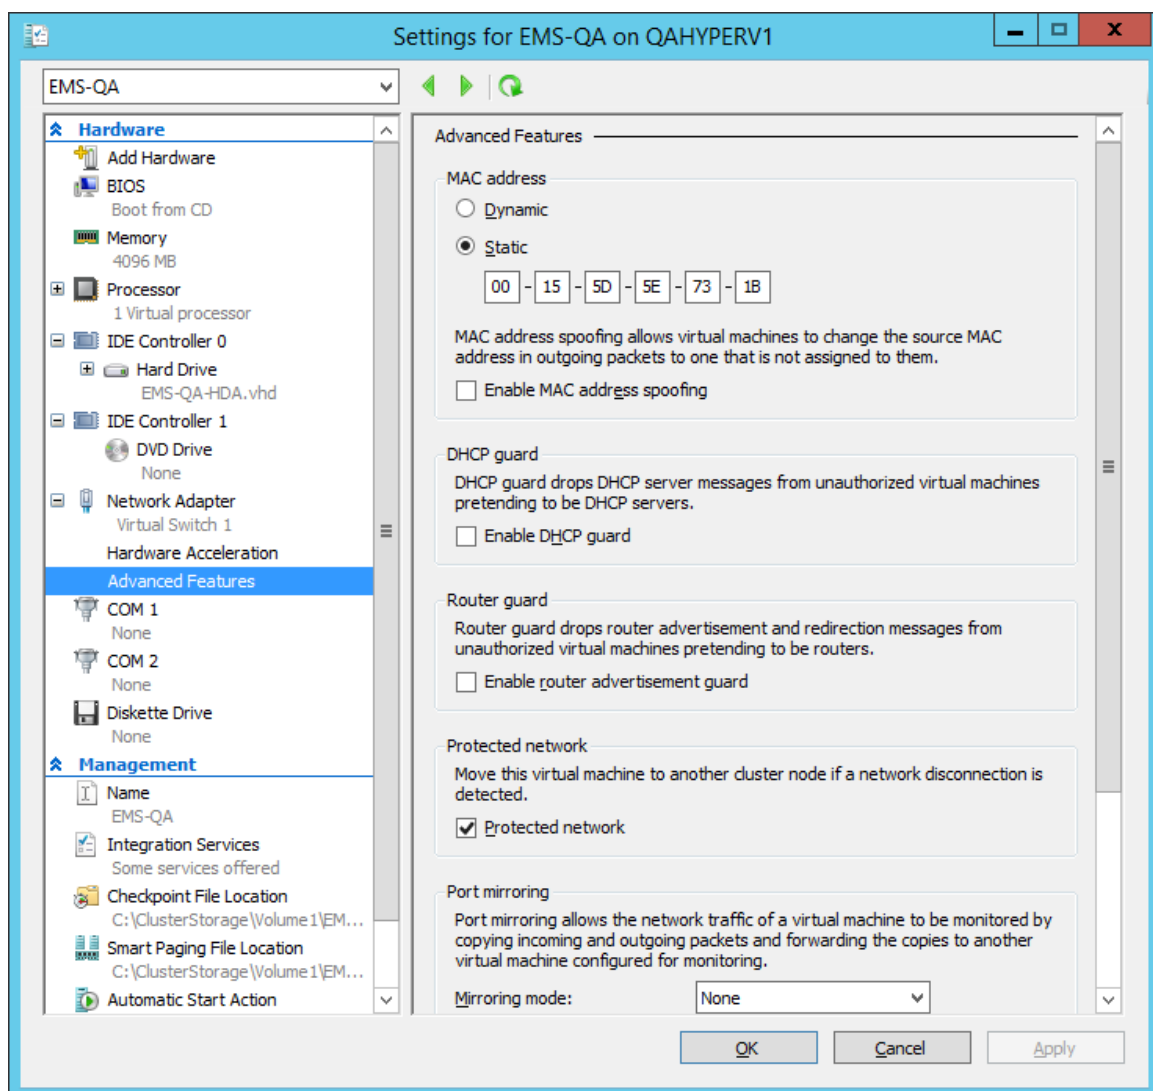 Settings for EMS-QA on QAHYPERV1
EMS-QA
Hardware
Add Hardware
BIOS
Boot from CD
Memory
4096 MB
Processor
1 Virtual processor
IDE Controller 0
Hard Drive
EMS-QA-HDA.vhd
IDE Controller 1
DVD Drive
None
Network Adapter
Virtual Switch 1
Hardware Acceleration
Advanced Features
COM 1
None
COM 2
None
Diskette Drive
None
Management
Name
EMS-QA
Integration Services
Some services offered
Checkpoint File Location
C:\ClusterStorage\Volume1\EM...
Smart Paging File Location
C:\ClusterStorage\Volume1\EM...
Automatic Start Action
Advanced Features
MAC address
Dynamic
Static
00 - 15 - 5D - 5E - 73 - 1B
MAC address spoofing allows virtual machines to change the source MAC
address in outgoing packets to one that is not assigned to them.
Enable MAC address spoofing
DHCP guard
DHCP guard drops DHCP server messages from unauthorized virtual machines
pretending to be DHCP servers.
Enable DHCP guard
Router guard
Router guard drops router advertisement and redirection messages from
unauthorized virtual machines pretending to be routers.
Enable router advertisement guard
Protected network
Move this virtual machine to another cluster node if a network disconnection is
detected.
Protected network
Port mirroring
Port mirroring allows the network traffic of a virtual machine to be monitored by
copying incoming and outgoing packets and forwarding the copies to another
virtual machine configured for monitoring.
Mirroring mode: None
OK Cancel Apply